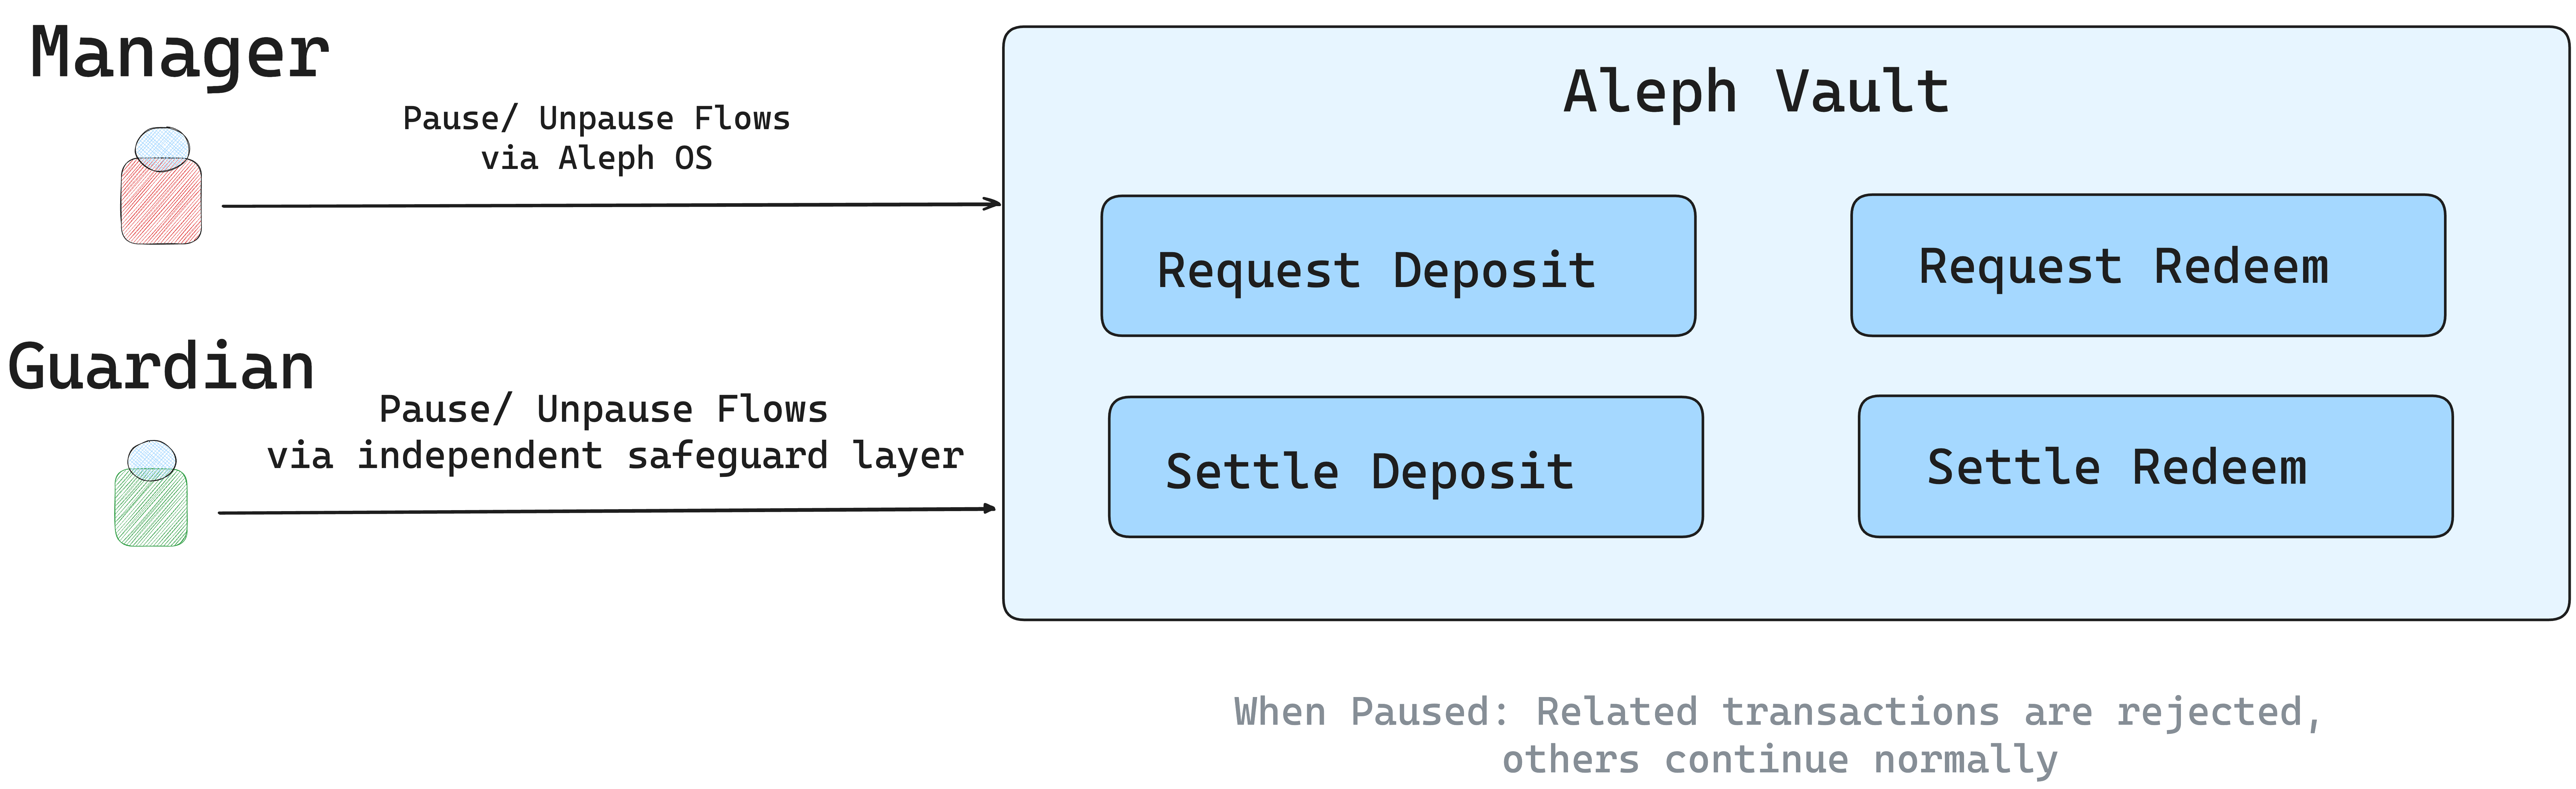 Manager
Pause/ Unpause Flows
via Aleph OS
Guardian
Pause/ Unpause Flows
via independent safeguard layer
Aleph Vault
Request Deposit
Request Redeem
Settle Deposit
Settle Redeem
When Paused: Related transactions are rejected,
others continue normally